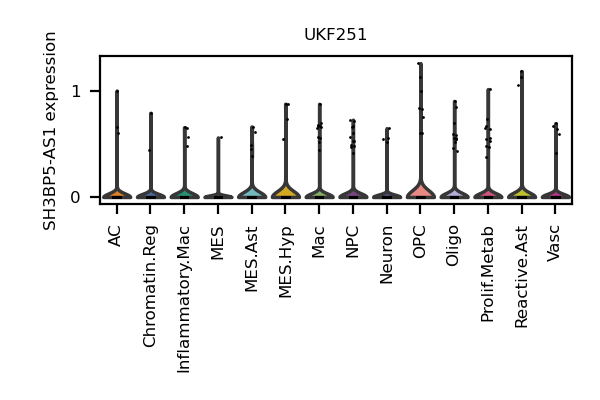 UKF251
SH3BP5-AS1 expression
1
0
AC
Chromatin.Reg
Inflammatory.Mac
MES
MES.Ast
MES.Hyp
Mac
NPC
Neuron
OPC
Oligo
Prolif.Metab
Reactive.Ast
Vasc